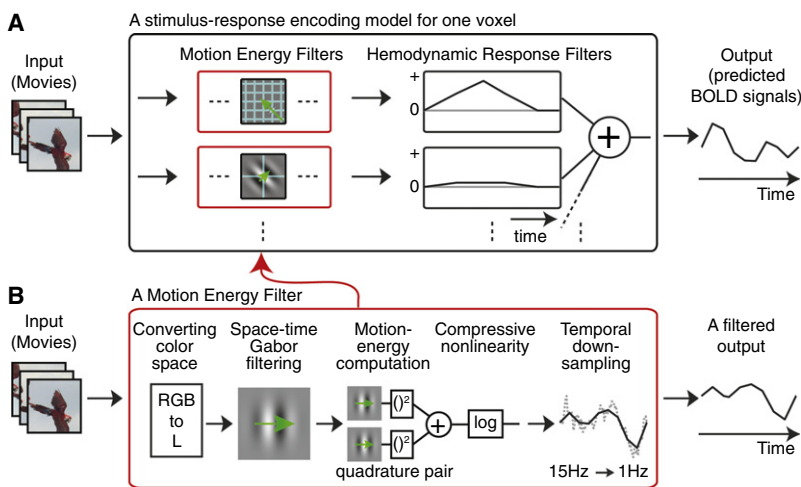 A
A stimulus-response encoding model for one voxel
Input
(Movies)
Motion Energy Filters
Hemodynamic Response Filters
Output
(predicted
BOLD signals)
+
0
+
0
+
time
Time
B
A Motion Energy Filter
Input
(Movies)
Converting
color
space
Space-time
Gabor
filtering
Motion-
energy
computation
Compressive
nonlinearity
Temporal
down-
sampling
A filtered
output
RGB
to
L
()²
()²
+
log
quadrature pair
15Hz → 1Hz
Time